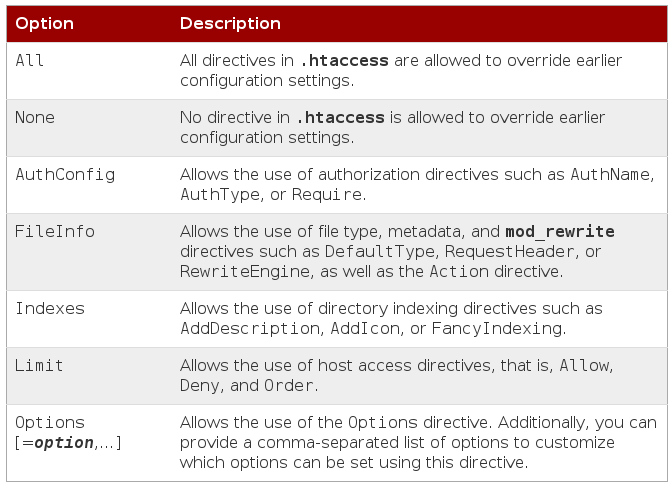 Option Description
All All directives in .htaccess are allowed to override earlier
configuration settings.
None No directive in .htaccess is allowed to override earlier
configuration settings.
AuthConfig Allows the use of authorization directives such as AuthName,
AuthType, or Require.
FileInfo Allows the use of file type, metadata, and mod_rewrite
directives such as DefaultType, RequestHeader, or
RewriteEngine, as well as the Action directive.
Indexes Allows the use of directory indexing directives such as
AddDescription, AddIcon, or FancyIndexing.
Limit Allows the use of host access directives, that is, Allow,
Deny, and Order.
Options Allows the use of the Options directive. Additionally, you can
[=option,…] provide a comma-separated list of options to customize
which options can be set using this directive.